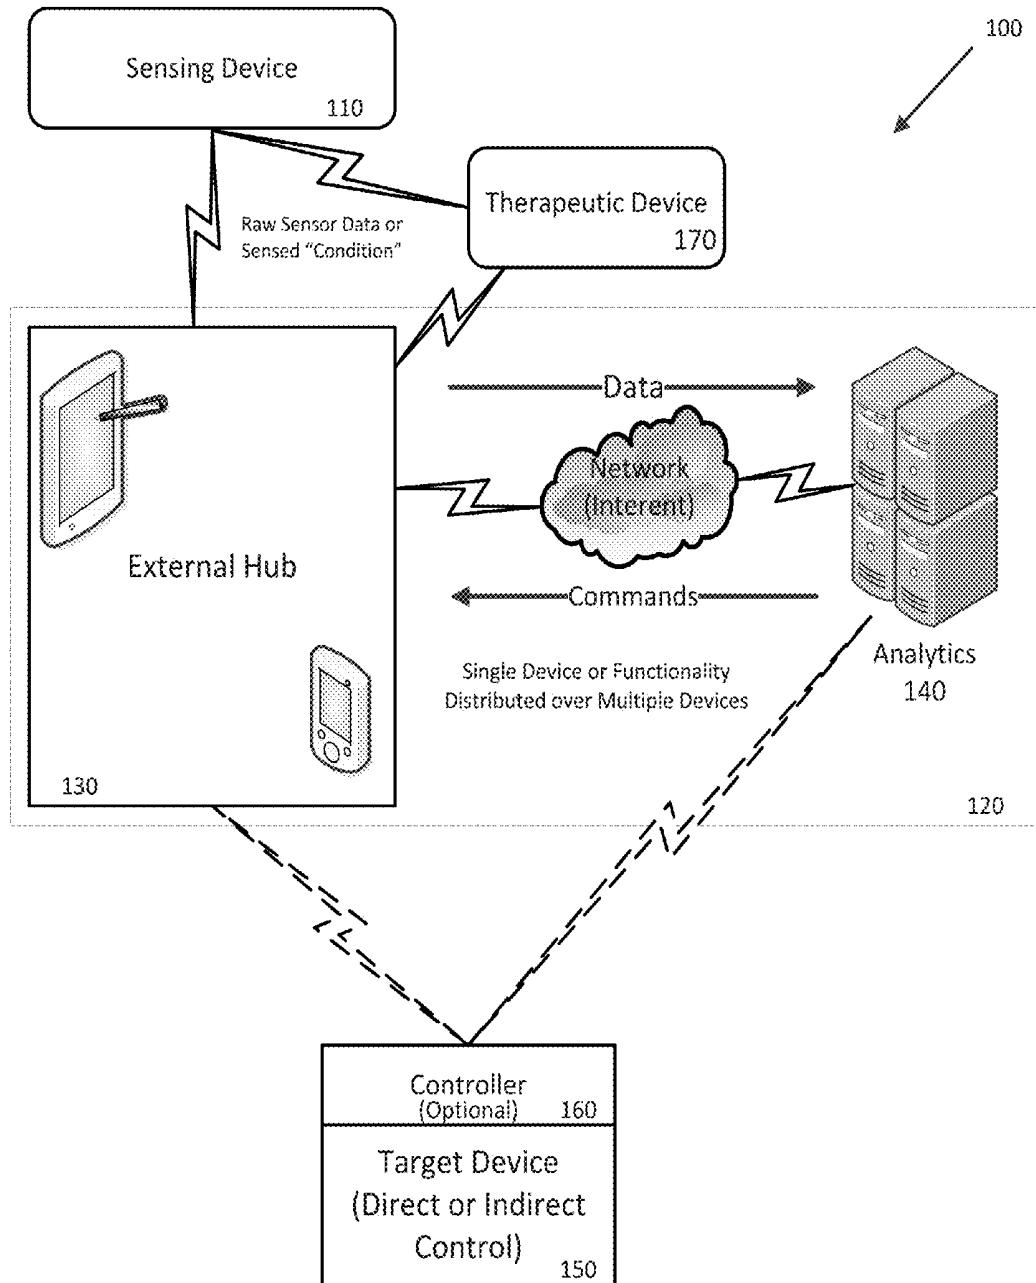 100
Sensing Device
110
Therapeutic Device
170
Raw Sensor Data or
Sensed “Condition”
Data
Network
(Interent)
Commands
External Hub
Single Device or Functionality
Distributed over Multiple Devices
Analytics
140
130
120
Controller
(Optional)
160
Target Device
(Direct or Indirect
Control)
150